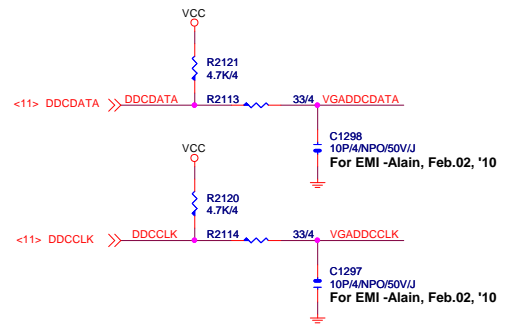 VCC
R2121
4.7K/4
<11> DDCDATA DDCDATA R2113 33/4 VGADDCDATA
C1298
10P/4/NPO/50V/J
For EMI -Alain, Feb.02, '10
VCC
R2120
4.7K/4
<11> DDCCLK DDCCLK R2114 33/4 VGADDCCLK
C1297
10P/4/NPO/50V/J
For EMI -Alain, Feb.02, '10